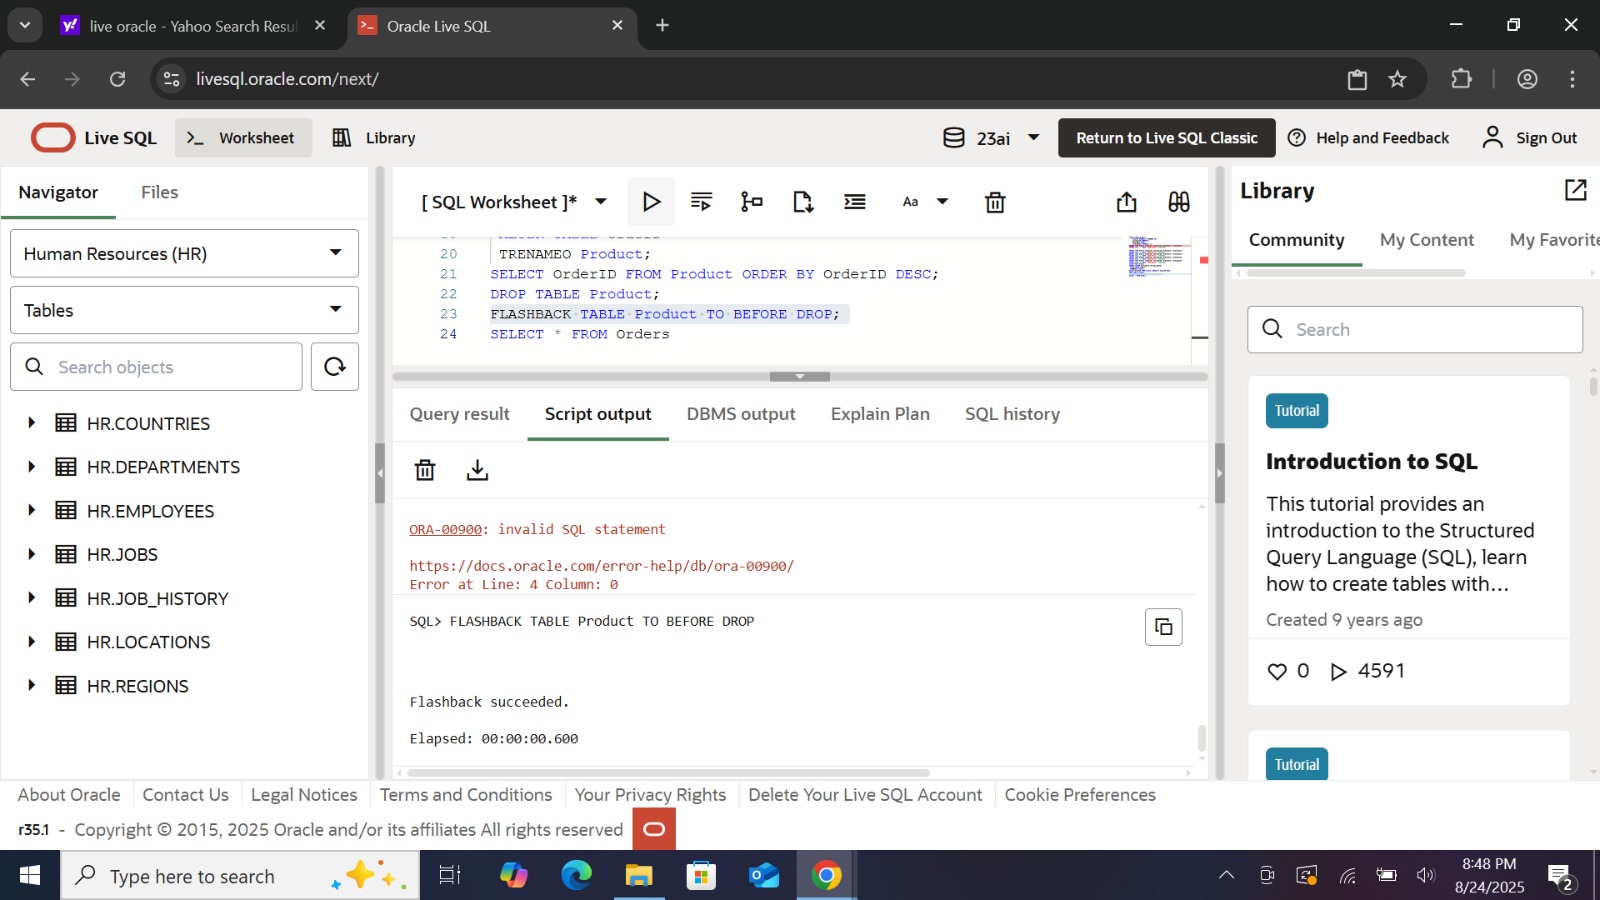 live oracle - Yahoo Search Resu
Oracle Live SQL
livesql.oracle.com/next/
Live SQL
Worksheet
Library
23ai
Return to Live SQL Classic
Help and Feedback
Sign Out
Navigator
Files
Human Resources (HR)
Tables
Search objects
HR.COUNTRIES
HR.DEPARTMENTS
HR.EMPLOYEES
HR.JOBS
HR.JOB_HISTORY
HR.LOCATIONS
HR.REGIONS
[ SQL Worksheet ]*
Aa
20 TRENAMEO Product;
21 SELECT OrderID FROM Product ORDER BY OrderID DESC;
22 DROP TABLE Product;
23 FLASHBACK TABLE Product TO BEFORE DROP;
24 SELECT * FROM Orders
Query result
Script output
DBMS output
Explain Plan
SQL history
ORA-00900: invalid SQL statement
https://docs.oracle.com/error-help/db/ora-00900/
Error at Line: 4 Column: 0
SQL> FLASHBACK TABLE Product TO BEFORE DROP
Flashback succeeded.
Elapsed: 00:00:00.600
Library
Community
My Content
My Favorite
Search
Tutorial
Introduction to SQL
This tutorial provides an
introduction to the Structured
Query Language (SQL), learn
how to create tables with...
Created 9 years ago
0
4591
Tutorial
About Oracle
Contact Us
Legal Notices
Terms and Conditions
Your Privacy Rights
Delete Your Live SQL Account
Cookie Preferences
r35.1 - Copyright © 2015, 2025 Oracle and/or its affiliates All rights reserved
Type here to search
8:48 PM
8/24/2025
2